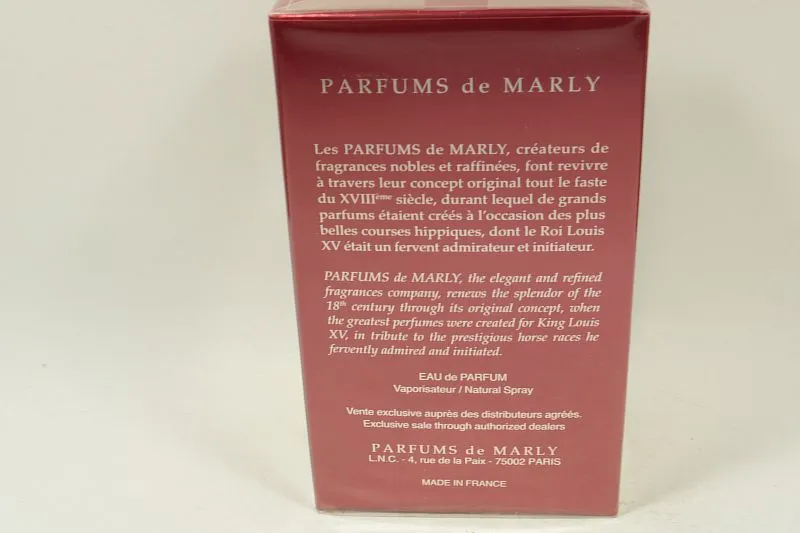 PARFUMS de MARLY
Les PARFUMS de MARLY, créateurs de
fragrances nobles et raffinées, font revivre
à travers leur concept original tout le faste
du XVIIIème siècle, durant lequel de grands
parfums étaient créés à l'occasion des plus
belles courses hippiques, dont le Roi Louis
XV était un fervent admirateur et initiateur.
PARFUMS de MARLY, the elegant and refined
fragrances company, renews the splendor of the
18th century through its original concept, when
the greatest perfumes were created for King Louis
XV, in tribute to the prestigious horse races he
fervently admired and initiated.
EAU de PARFUM
Vaporisateur / Natural Spray
Vente exclusive auprès des distributeurs agréés.
Exclusive sale through authorized dealers
PARFUMS de MARLY
L.N.C. - 4, rue de la Paix - 75002 PARIS
MADE IN FRANCE